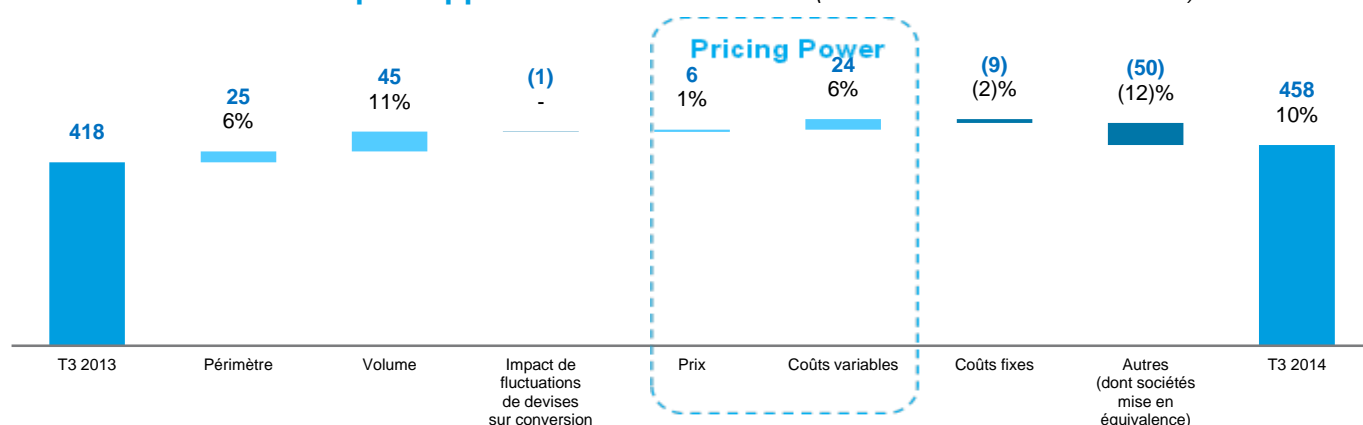 Pricing Power
418
25
6%
45
11%
(1)
-
6
1%
24
6%
(9)
(2)%
(50)
(12)%
458
10%
T3 2013
Périmètre
Volume
Impact de
fluctuations
de devises
sur conversion
Prix
Coûts variables
Coûts fixes
Autres
(dont sociétés
mise en
équivalence)
T3 2014